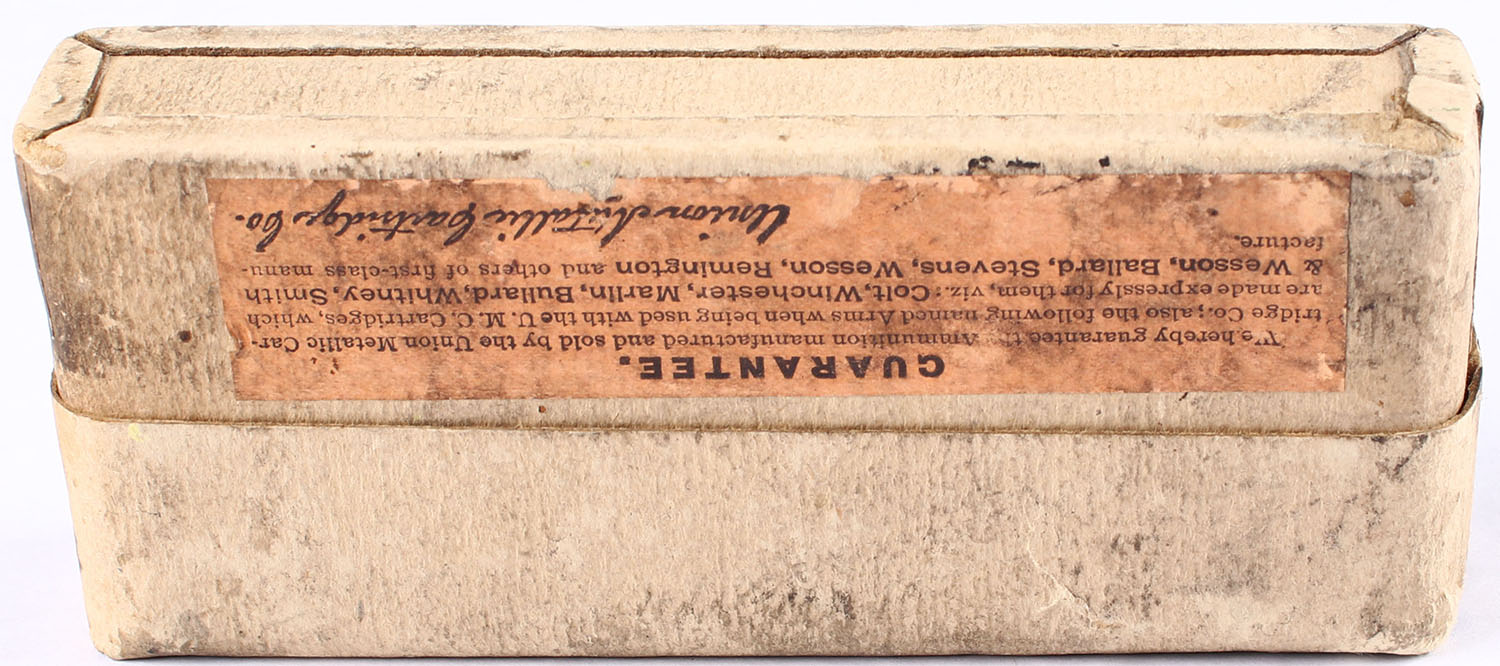 GUARANTEE.
We hereby guarantee the Ammunition manufactured and sold by the Union Metallic Car-
tridge Co.; also the following named Arms when being used with the U. M. C. Cartridges, which
are made expressly for them, viz.: Colt, Winchester, Marlin, Bullard, Whitney, Smith
& Wesson, Ballard, Stevens, Wesson, Remington and others of first-class manu-
facture.
Union Metallic Cartridge Co.